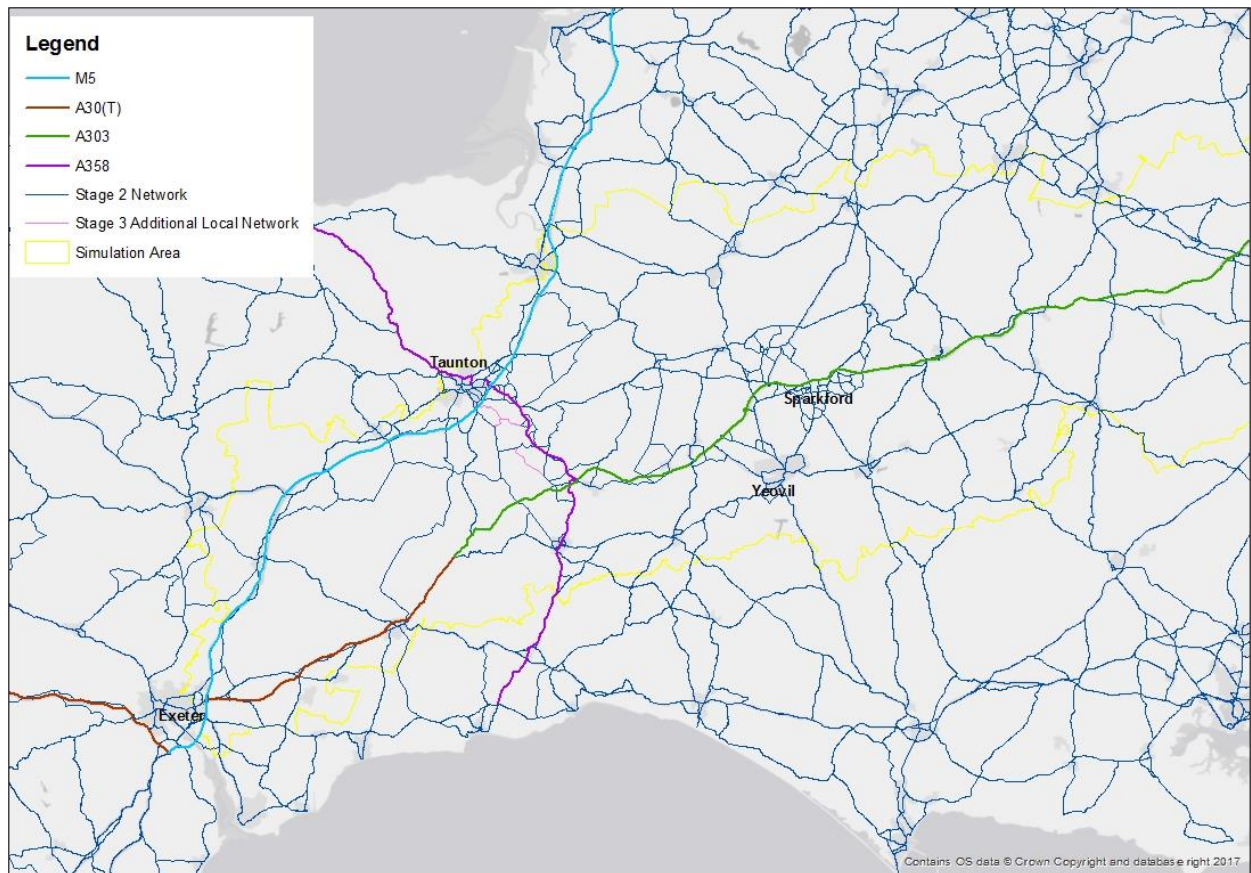 Legend
M5
A30(T)
A303
A358
Stage 2 Network
Stage 3 Additional Local Network
Simulation Area
Taunton
Sparkford
Yeovil
Exeter
Contains OS data © Crown Copyright and database right 2017